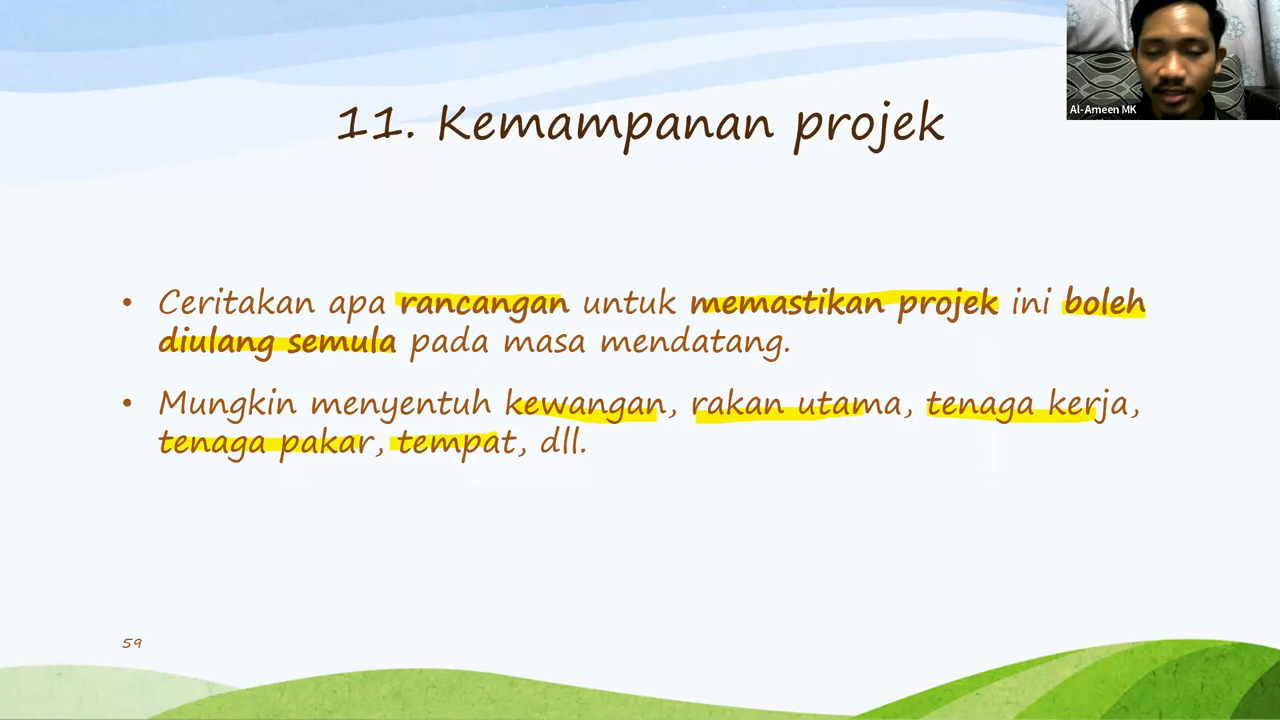 Al-Ameen MK
11. Kemampanan projek
• Ceritakan apa rancangan untuk memastikan projek ini boleh
diulang semula pada masa mendatang.
• Mungkin menyentuh kewangan, rakan utama, tenaga kerja,
tenaga pakar, tempat, dll.
59